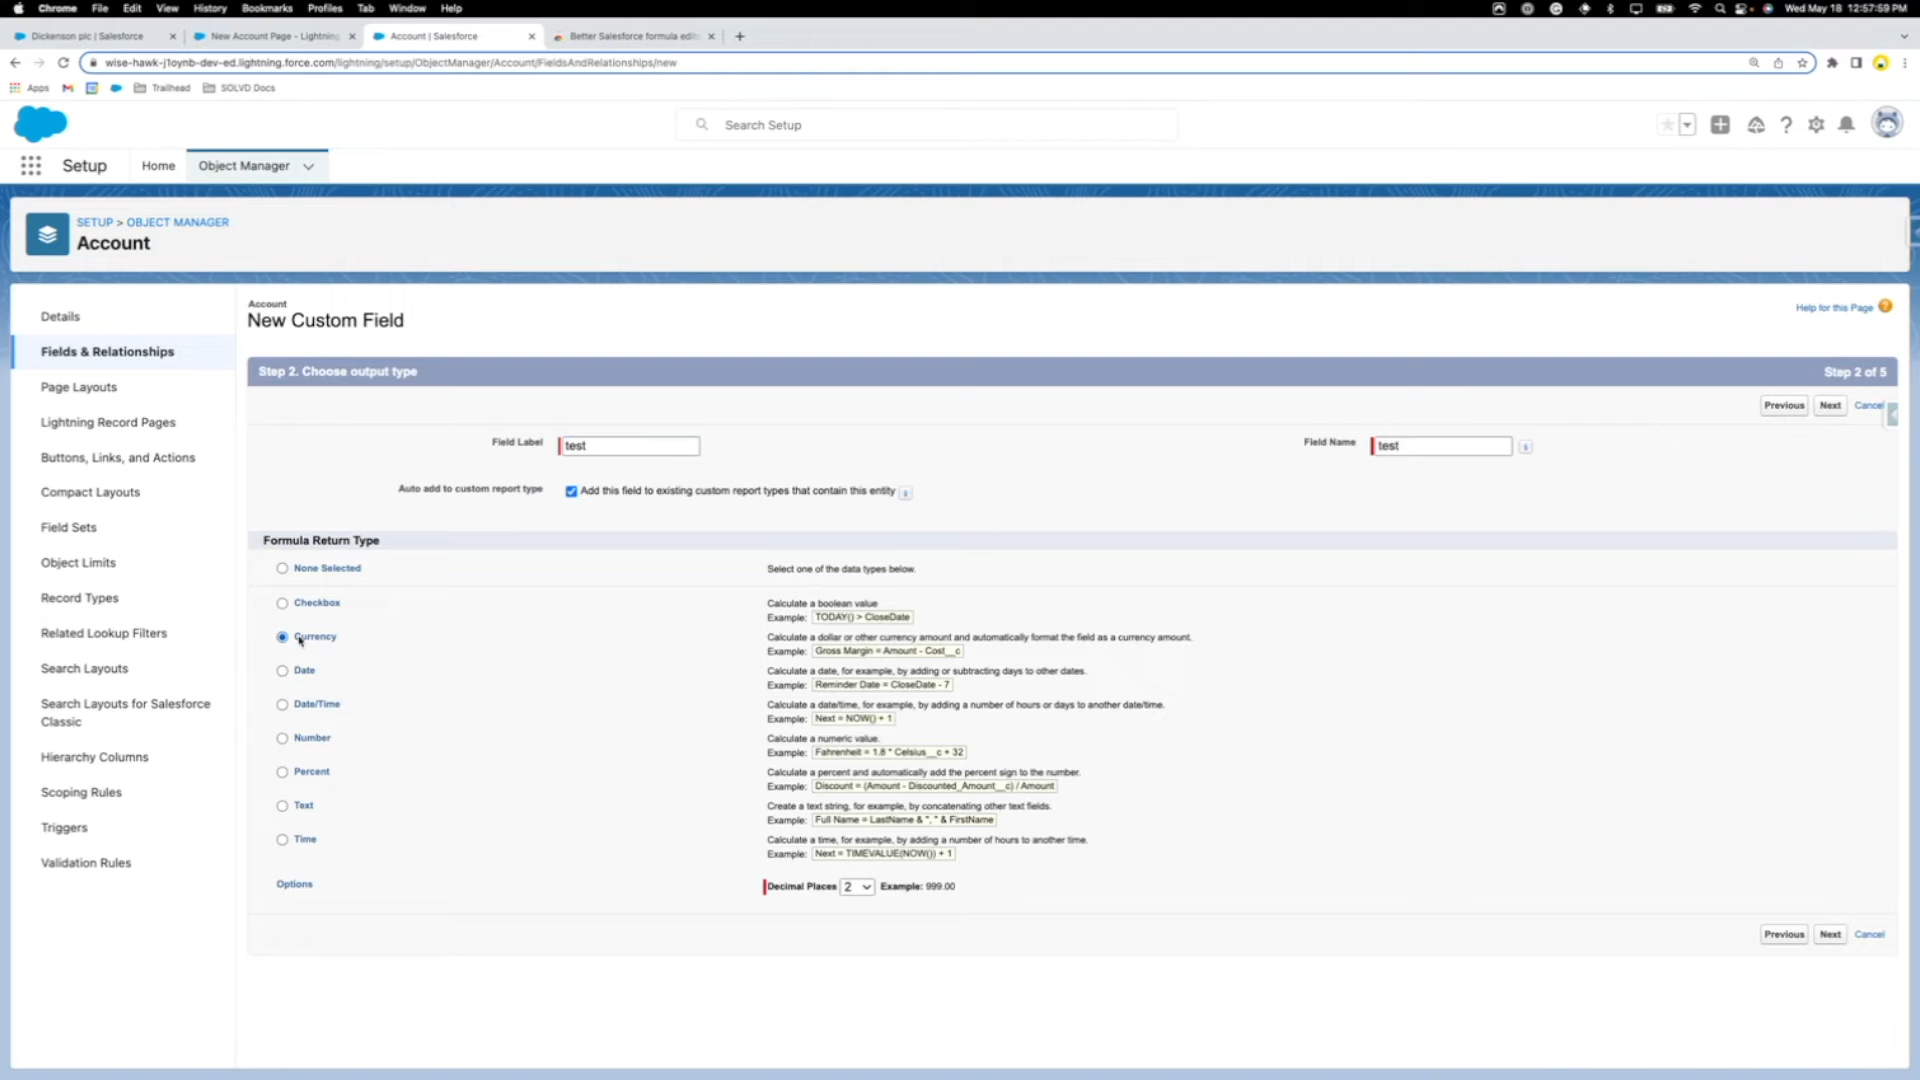 Chrome File Edit View History Bookmarks Profiles Tab Window Help
Wed May 18 12:57:59 PM
Dickenson plc | Salesforce
New Account Page - Lightning
Account | Salesforce
Better Salesforce formula edit
wise-hawk-j1oynb-dev-ed.lightning.force.com/lightning/setup/ObjectManager/Account/FieldsAndRelationships/new
Apps
Trailhead
SOLVD Docs
Search Setup
Setup
Home
Object Manager
SETUP > OBJECT MANAGER
Account
Details
Fields & Relationships
Page Layouts
Lightning Record Pages
Buttons, Links, and Actions
Compact Layouts
Field Sets
Object Limits
Record Types
Related Lookup Filters
Search Layouts
Search Layouts for Salesforce
Classic
Hierarchy Columns
Scoping Rules
Triggers
Validation Rules
Account
New Custom Field
Help for this Page
Step 2. Choose output type
Step 2 of 5
Previous
Next
Cancel
Field Label
test
Field Name
test
Auto add to custom report type
Add this field to existing custom report types that contain this entity
Formula Return Type
None Selected
Select one of the data types below.
Checkbox
Calculate a boolean value
Example: TODAY() > CloseDate
Currency
Calculate a dollar or other currency amount and automatically format the field as a currency amount.
Example: Gross Margin = Amount - Cost__c
Date
Calculate a date, for example, by adding or subtracting days to other dates.
Example: Reminder Date = CloseDate - 7
Date/Time
Calculate a date/time, for example, by adding a number of hours or days to another date/time.
Example: Next = NOW() + 1
Number
Calculate a numeric value.
Example: Fahrenheit = 1.8 * Celsius__c + 32
Percent
Calculate a percent and automatically add the percent sign to the number.
Example: Discount = (Amount - Discounted_Amount__c) / Amount
Text
Create a text string, for example, by concatenating other text fields.
Example: Full Name = LastName & ", " & FirstName
Time
Calculate a time, for example, by adding a number of hours to another time.
Example: Next = TIMEVALUE(NOW()) + 1
Options
Decimal Places 2 Example: 999.00
Previous
Next
Cancel